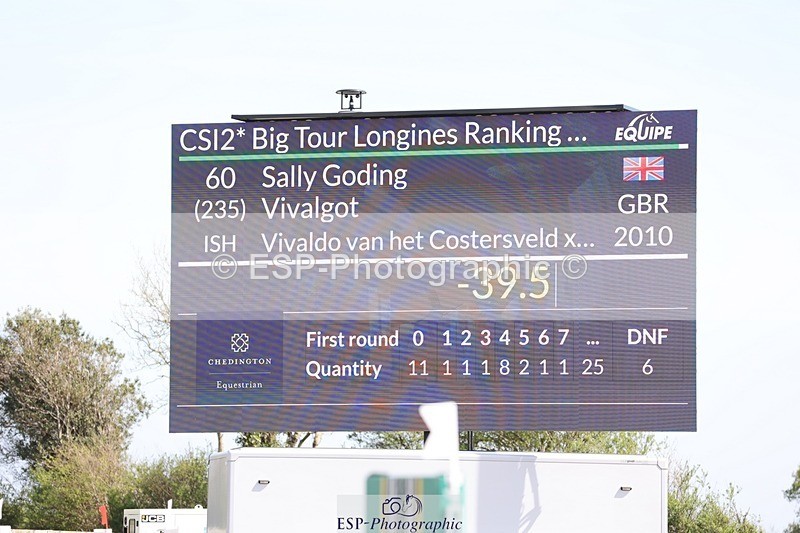 CSI2* Big Tour Longines Ranking ... EQUIPE
60 Sally Goding
(235) Vivalgot GBR
ISH Vivaldo van het Costersveld x... 2010
© ESP-Photographic ©
-39.5
First round 0 1 2 3 4 5 6 7 ... DNF
Quantity 11 1 1 1 8 2 1 1 25 6
CHEDINGTON
Equestrian
JCB
ESP-Photographic